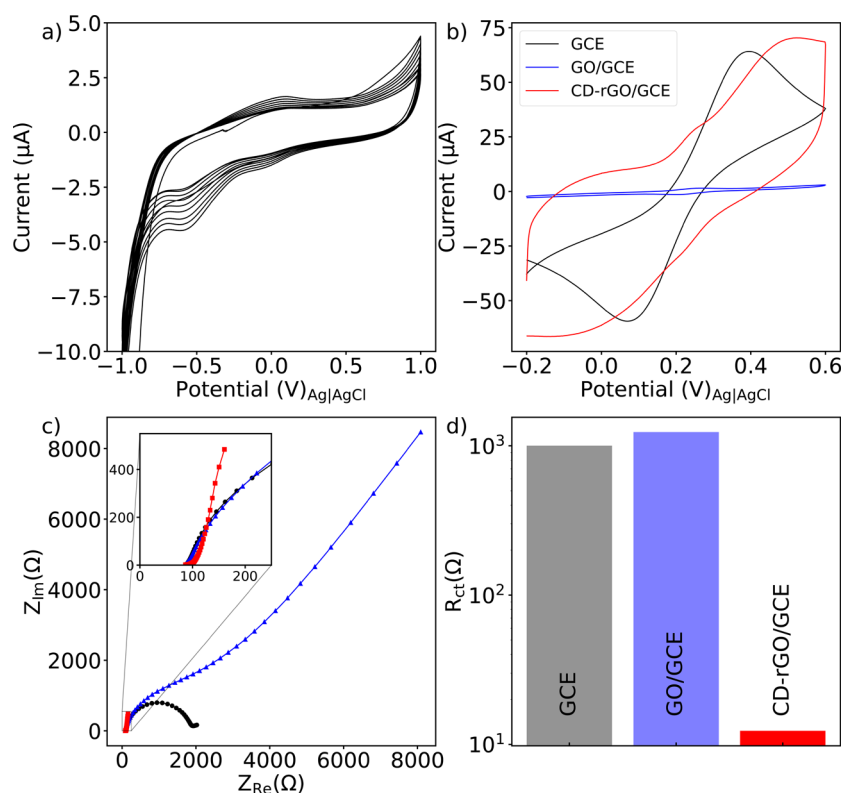 a)
5.0
2.5
0.0
−2.5
−5.0
−7.5
−10.0
Current (μA)
−1.0 −0.5 0.0 0.5 1.0
Potential (V)Ag|AgCl
b)
GCE
GO/GCE
CD-rGO/GCE
75
50
25
0
−25
−50
Current (μA)
−0.2 0.0 0.2 0.4 0.6
Potential (V)Ag|AgCl
c)
8000
6000
4000
2000
0
ZIm(Ω)
400
200
0
0 100 200
0 2000 4000 6000 8000
ZRe(Ω)
d)
10³
10²
10¹
Rct(Ω)
GCE
GO/GCE
CD-rGO/GCE